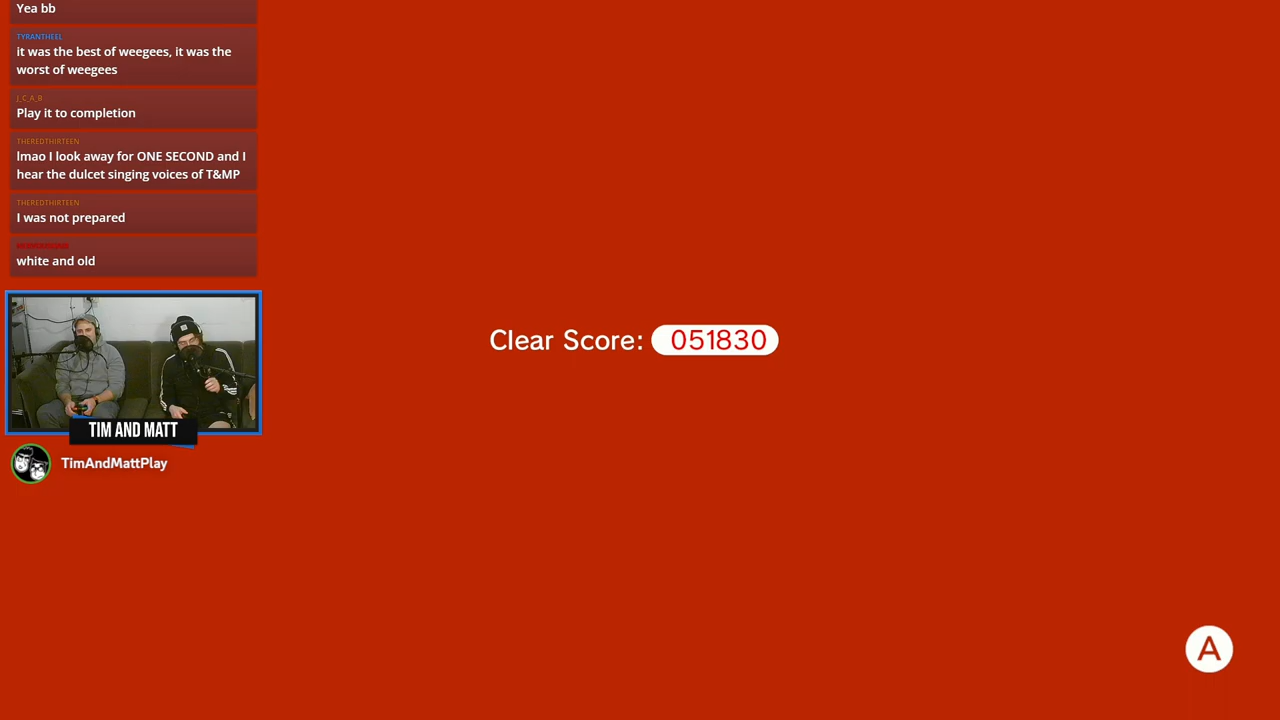 Yea bb
TYRANTHEEL
it was the best of weegees, it was the
worst of weegees
J_C_A_B
Play it to completion
THEREDTHIRTEEN
lmao I look away for ONE SECOND and I
hear the dulcet singing voices of T&MP
THEREDTHIRTEEN
I was not prepared
white and old
Clear Score: 051830
TIM AND MATT
TimAndMattPlay
A